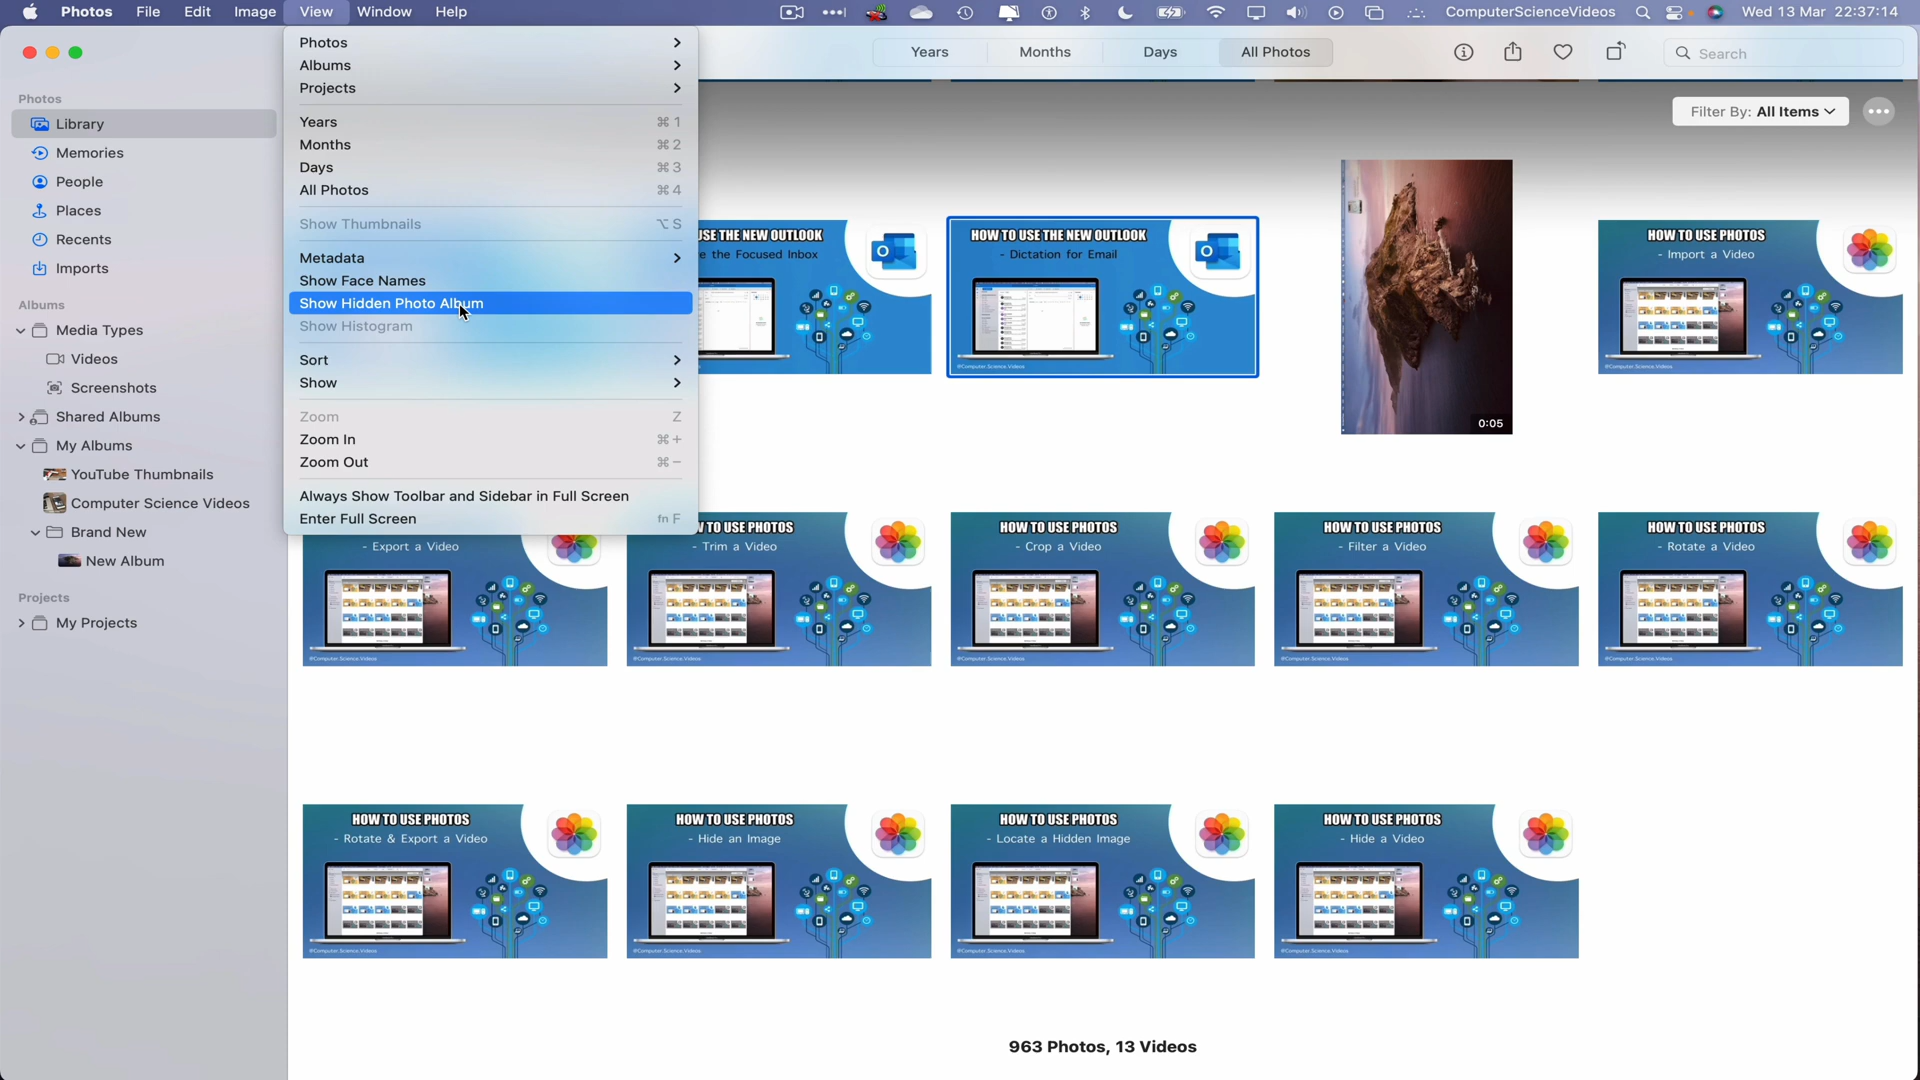 Photos File Edit Image View Window Help
ComputerScienceVideos Wed 13 Mar 22:37:14
Years Months Days All Photos
Search
Filter By: All Items
Photos
Library
Memories
People
Places
Recents
Imports
Albums
Media Types
Videos
Screenshots
Shared Albums
My Albums
YouTube Thumbnails
Computer Science Videos
Brand New
New Album
Projects
My Projects
Photos
Albums
Projects
Years ⌘ 1
Months ⌘ 2
Days ⌘ 3
All Photos ⌘ 4
Show Thumbnails ⌥ S
Metadata
Show Face Names
Show Hidden Photo Album
Show Histogram
Sort
Show
Zoom Z
Zoom In ⌘ +
Zoom Out ⌘ −
Always Show Toolbar and Sidebar in Full Screen
Enter Full Screen fn F
USE THE NEW OUTLOOK
the Focused Inbox
HOW TO USE THE NEW OUTLOOK
- Dictation for Email
0:05
HOW TO USE PHOTOS
- Import a Video
- Export a Video
TO USE PHOTOS
- Trim a Video
HOW TO USE PHOTOS
- Crop a Video
HOW TO USE PHOTOS
- Filter a Video
HOW TO USE PHOTOS
- Rotate a Video
HOW TO USE PHOTOS
- Rotate & Export a Video
HOW TO USE PHOTOS
- Hide an Image
HOW TO USE PHOTOS
- Locate a Hidden Image
HOW TO USE PHOTOS
- Hide a Video
963 Photos, 13 Videos